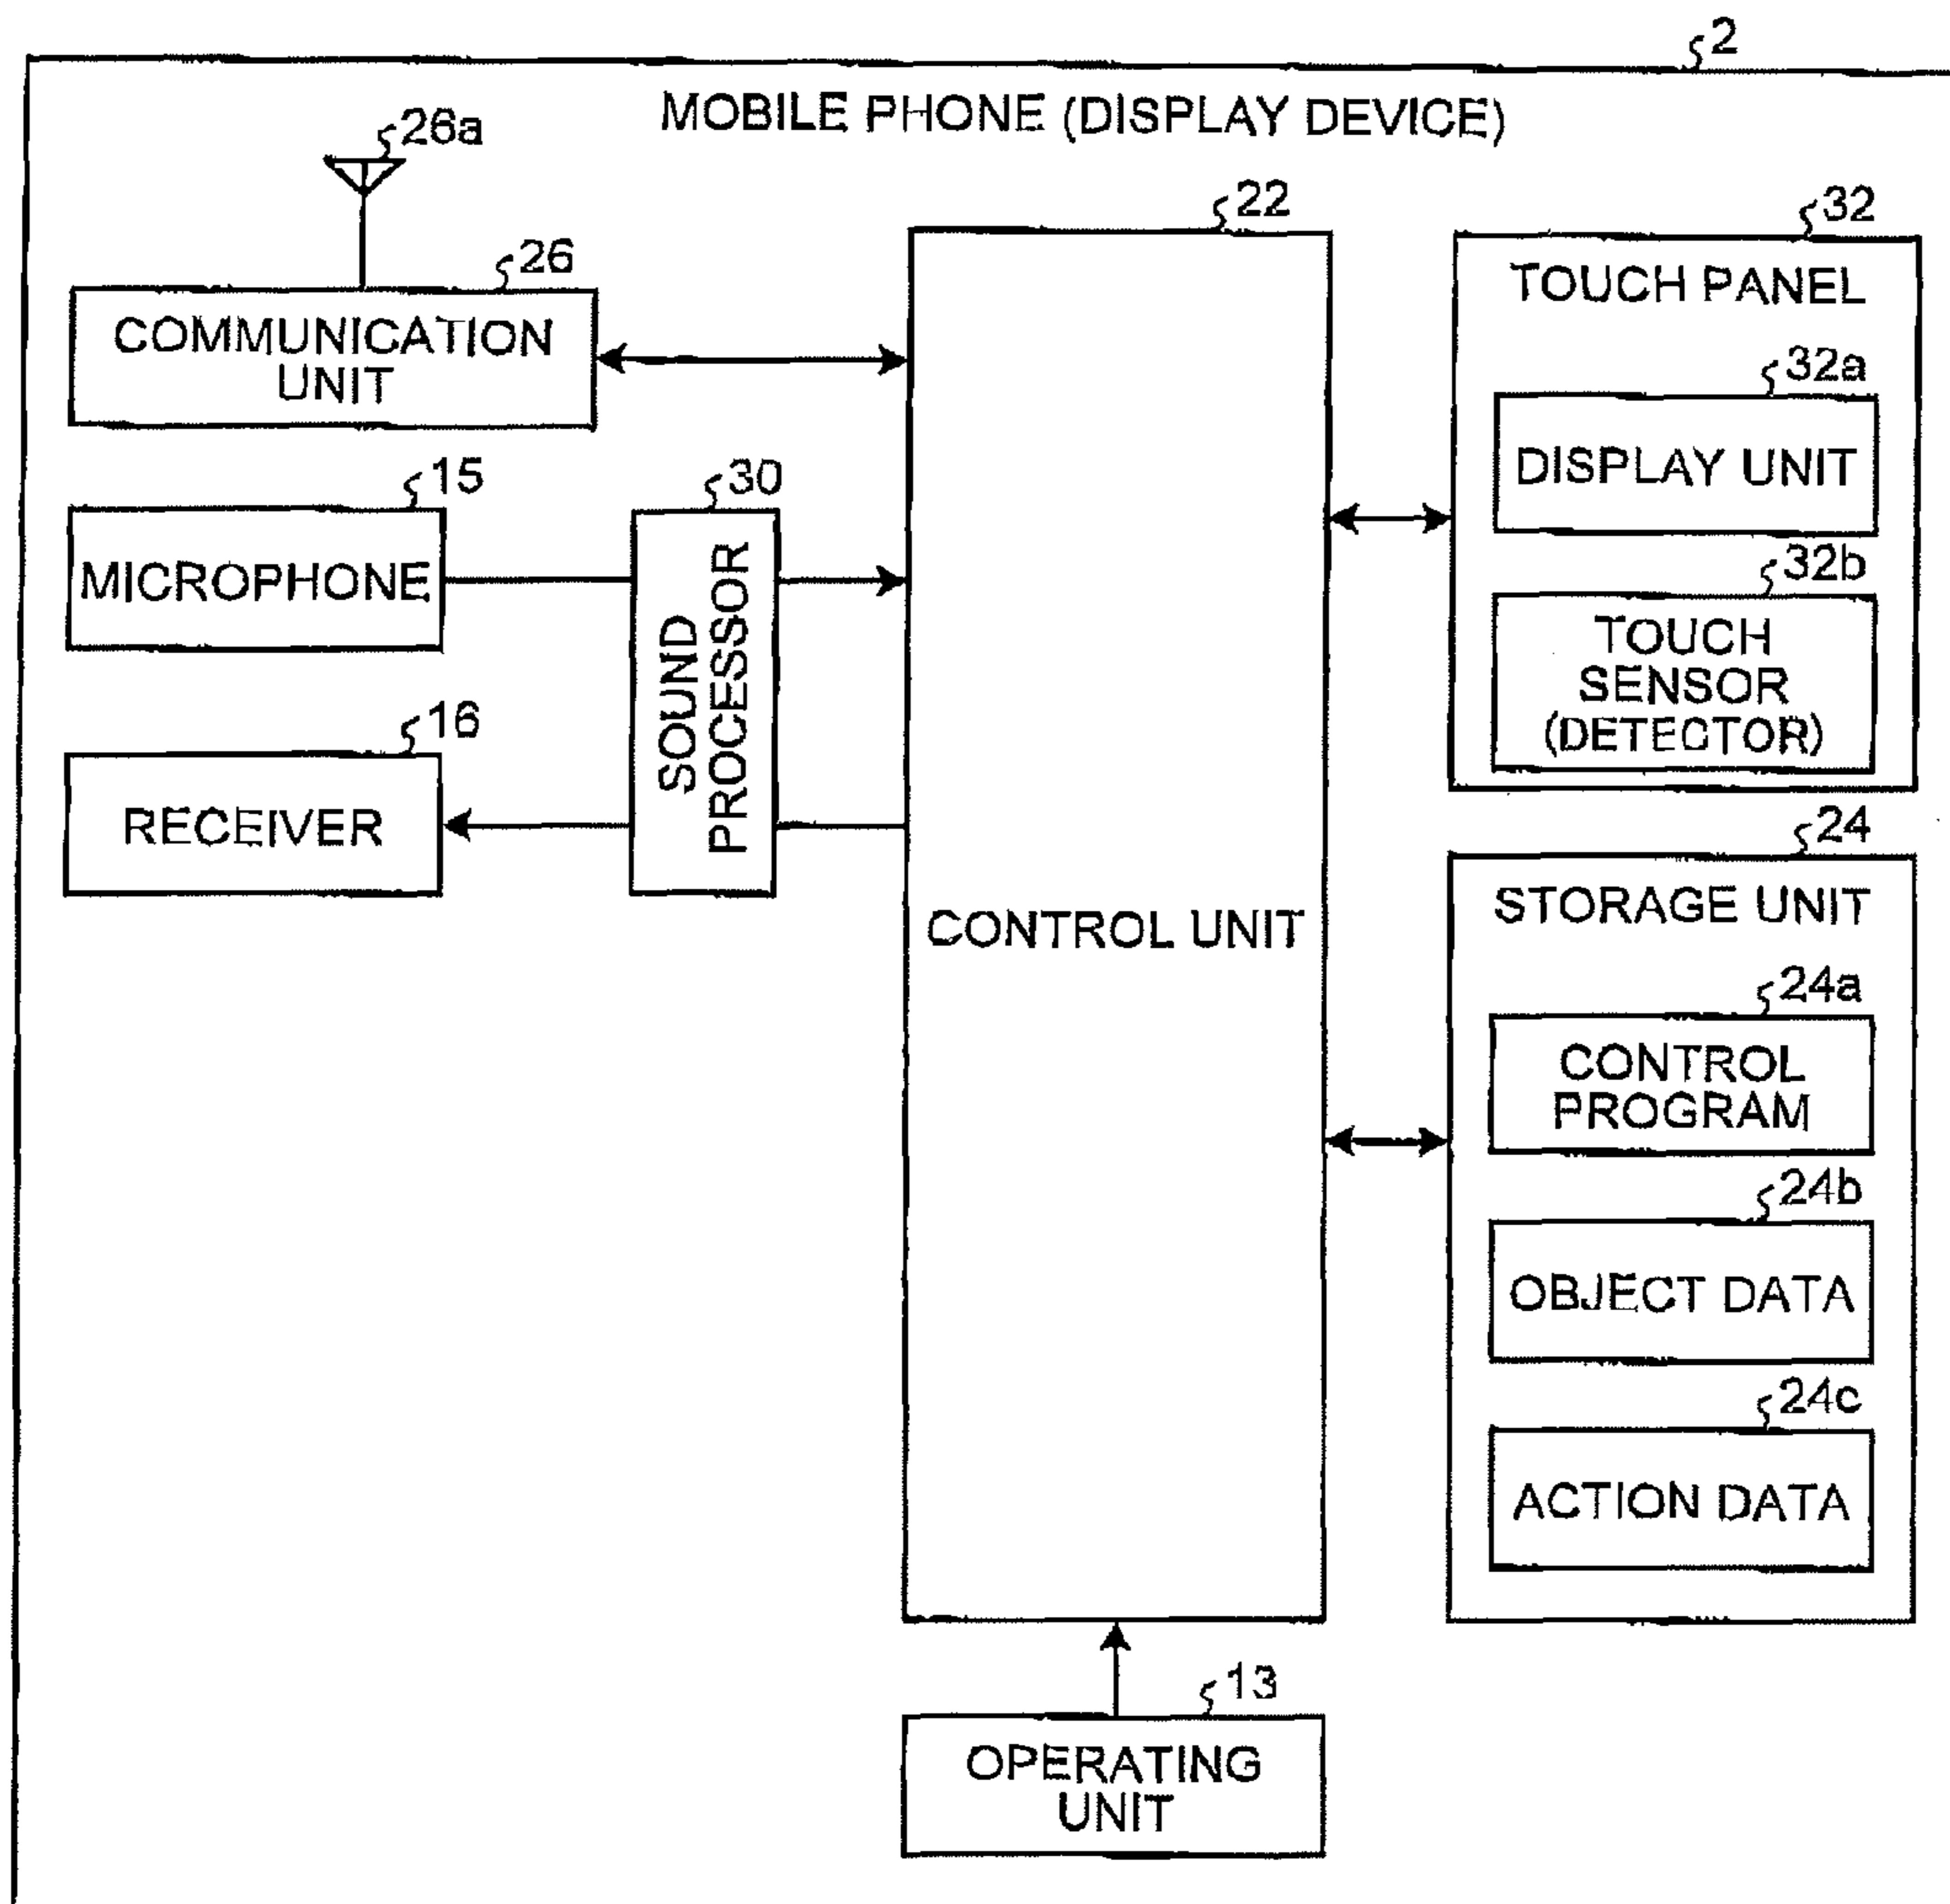 2
MOBILE PHONE (DISPLAY DEVICE)
26a
26
COMMUNICATION
UNIT
15
MICROPHONE
16
RECEIVER
30
SOUND
PROCESSOR
22
CONTROL UNIT
32
TOUCH PANEL
32a
DISPLAY UNIT
32b
TOUCH
SENSOR
(DETECTOR)
24
STORAGE UNIT
24a
CONTROL
PROGRAM
24b
OBJECT DATA
24c
ACTION DATA
13
OPERATING
UNIT